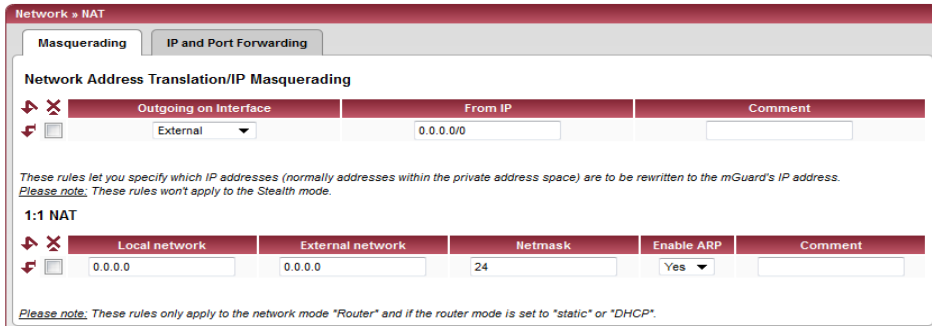 Network » NAT
Masquerading IP and Port Forwarding
Network Address Translation/IP Masquerading
Outgoing on Interface From IP Comment
External 0.0.0.0/0
These rules let you specify which IP addresses (normally addresses within the private address space) are to be rewritten to the mGuard's IP address.
Please note: These rules won't apply to the Stealth mode.
1:1 NAT
Local network External network Netmask Enable ARP Comment
0.0.0.0 0.0.0.0 24 Yes
Please note: These rules only apply to the network mode "Router" and if the router mode is set to "static" or "DHCP".